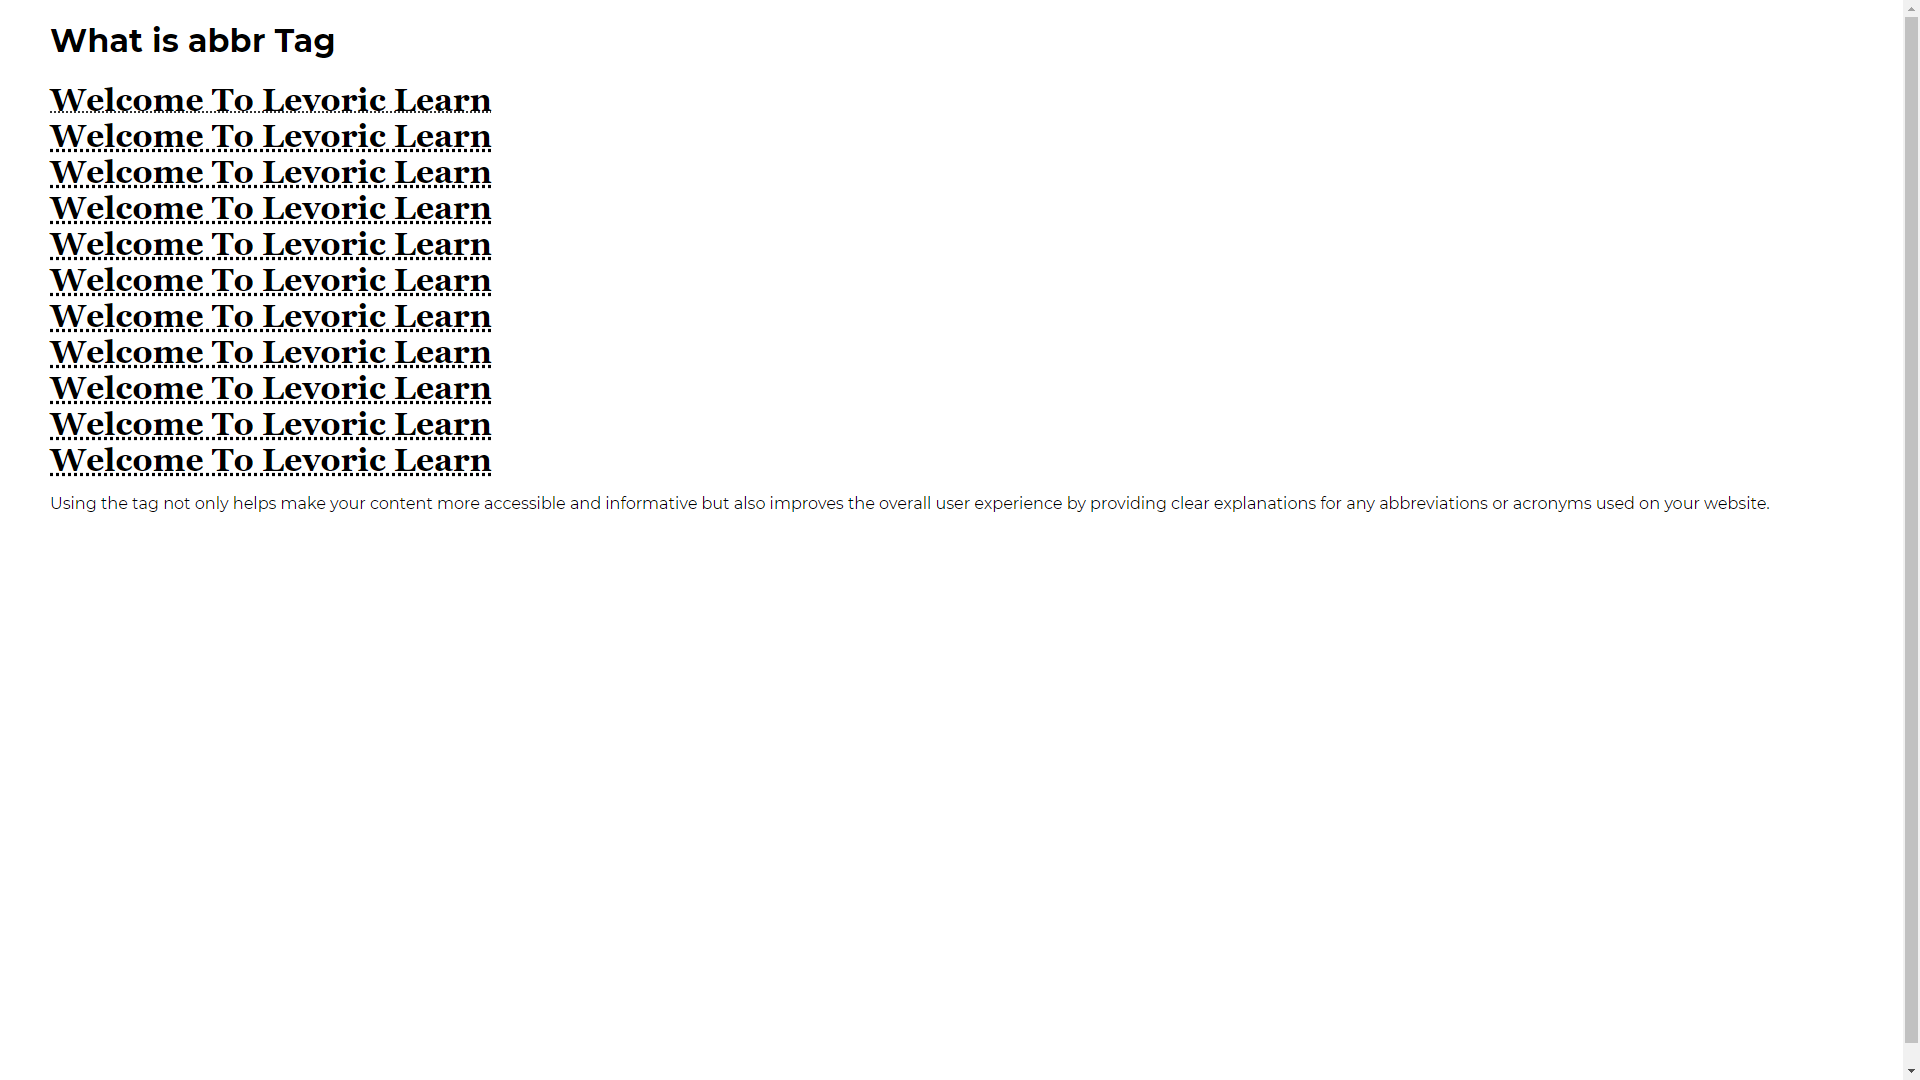 What is abbr Tag
Welcome To Levoric Learn
Welcome To Levoric Learn
Welcome To Levoric Learn
Welcome To Levoric Learn
Welcome To Levoric Learn
Welcome To Levoric Learn
Welcome To Levoric Learn
Welcome To Levoric Learn
Welcome To Levoric Learn
Welcome To Levoric Learn
Welcome To Levoric Learn
Using the tag not only helps make your content more accessible and informative but also improves the overall user experience by providing clear explanations for any abbreviations or acronyms used on your website.